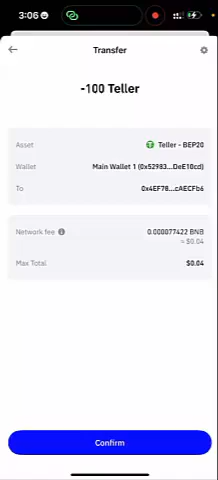 3:06
Transfer
-100 Teller
Asset Teller - BEP20
Wallet Main Wallet 1 (0x52983...DeE10cd)
To 0x4EF78...cAECFb6
Network fee 0.000077422 BNB
≈ $0.04
Max Total $0.04
Confirm